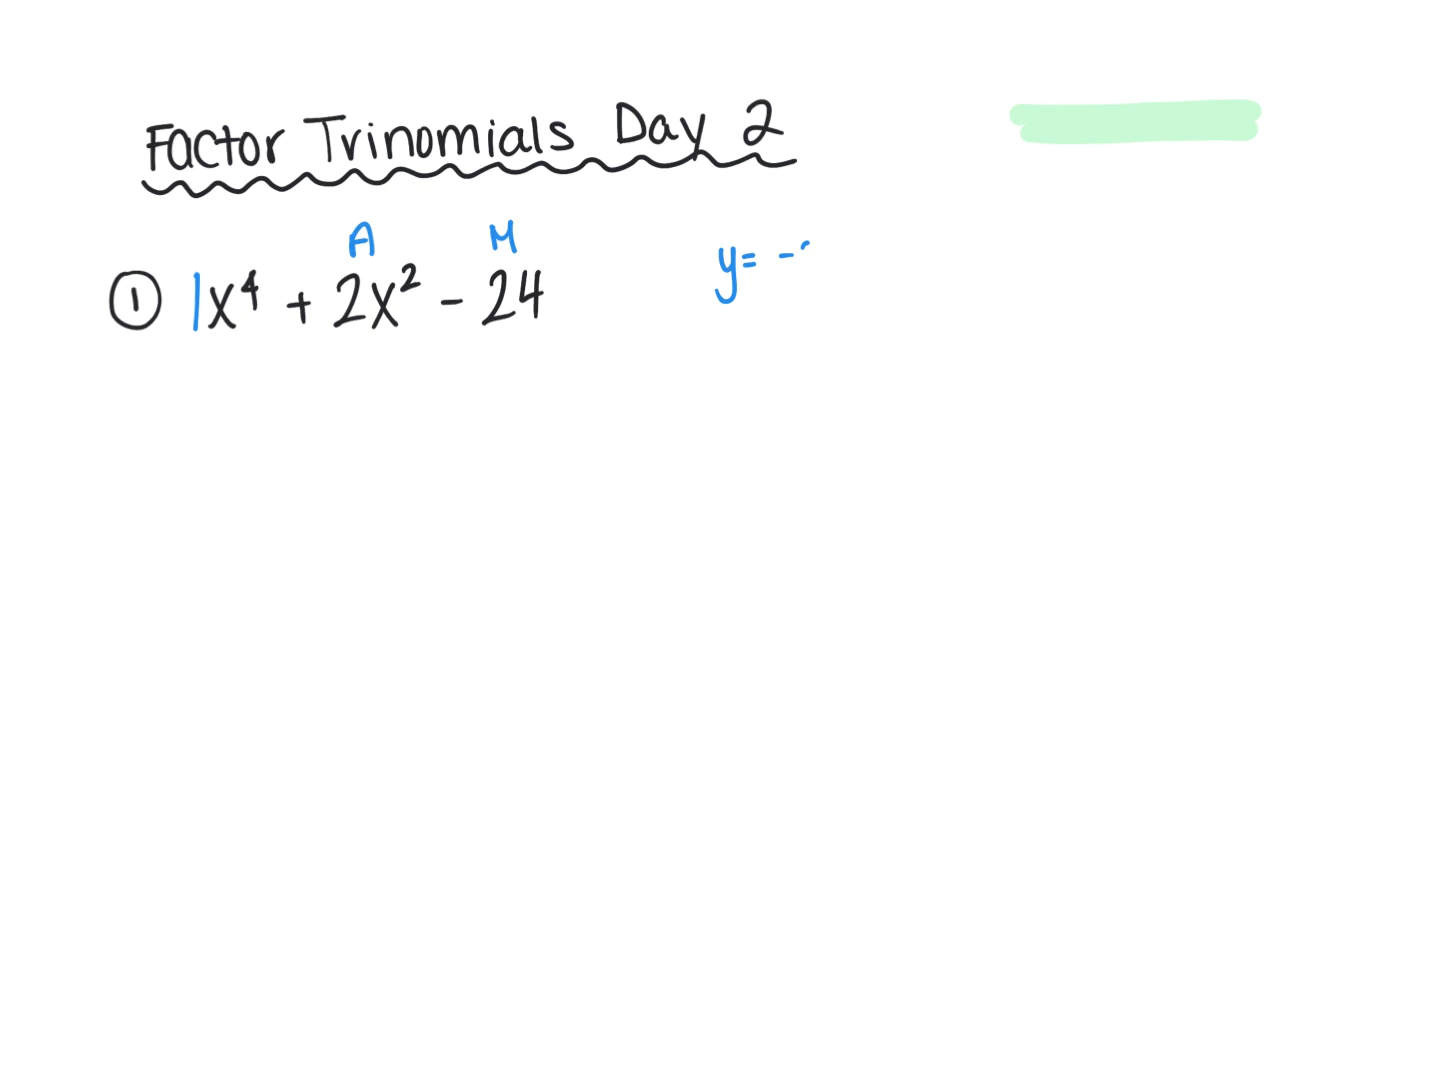 Factor Trinomials Day 2
A M
① 1x⁴ + 2x² - 24
y= -